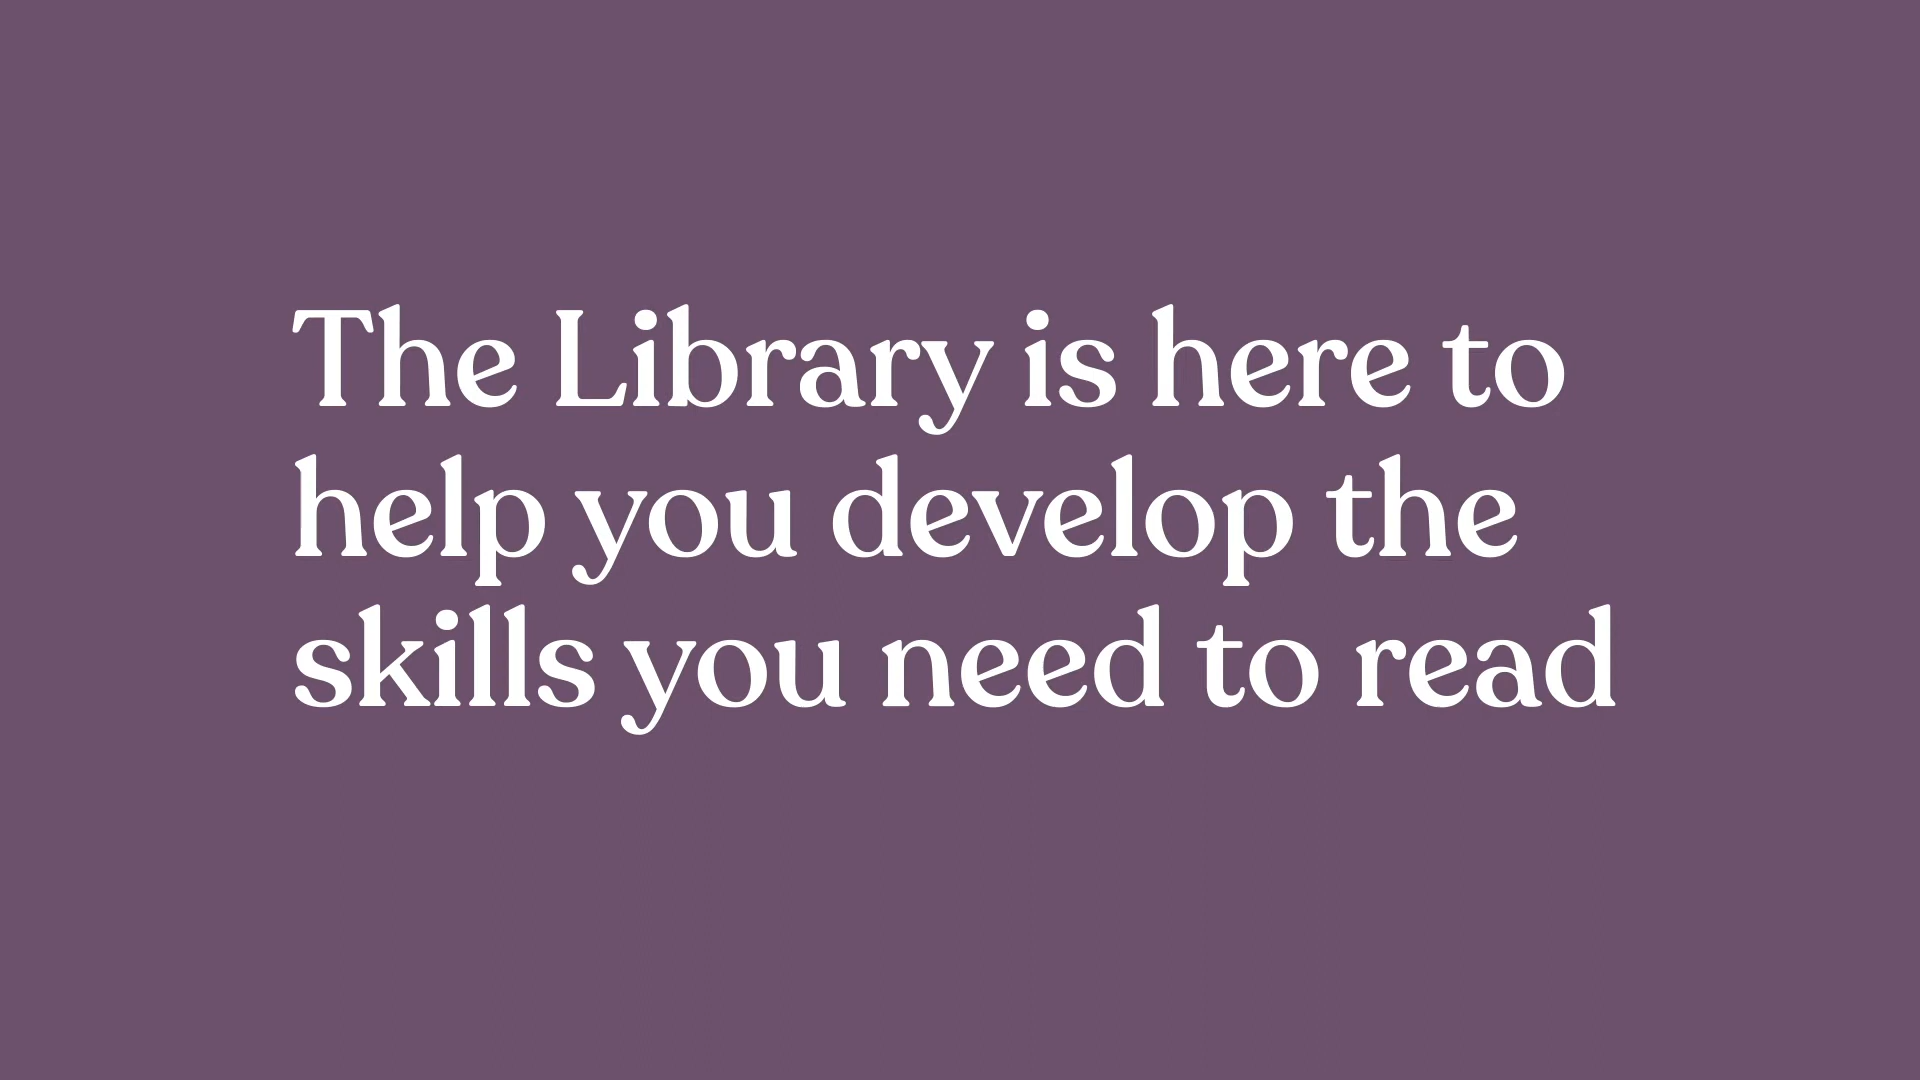 The Library is here to
help you develop the
skills you need to read